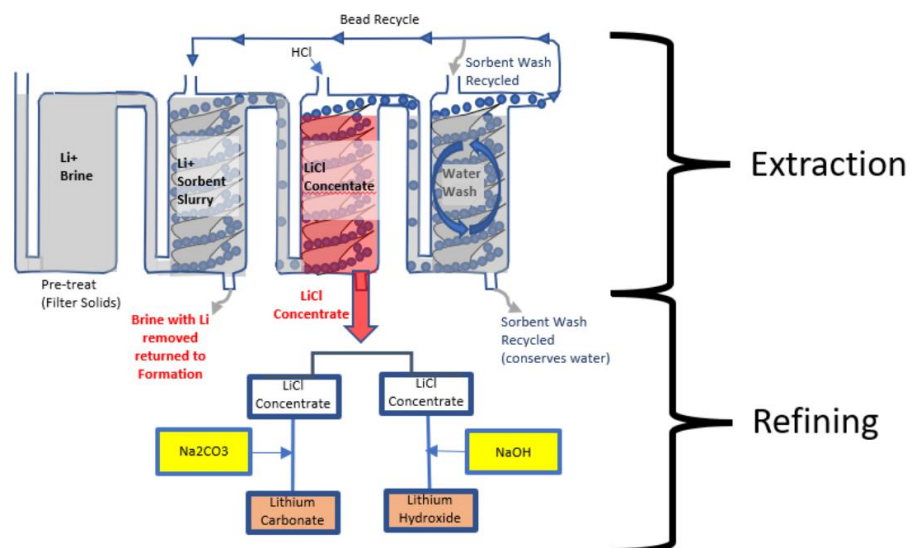 Bead Recycle
HCl
Sorbent Wash
Recycled
Li+
Brine
Li+
Sorbent
Slurry
LiCl
Concentate
Water
Wash
Extraction
Pre-treat
(Filter Solids)
Brine with Li
removed
returned to
Formation
LiCl
Concentrate
Sorbent Wash
Recycled
(conserves water)
LiCl
Concentrate
LiCl
Concentrate
Refining
Na2CO3
NaOH
Lithium
Carbonate
Lithium
Hydroxide